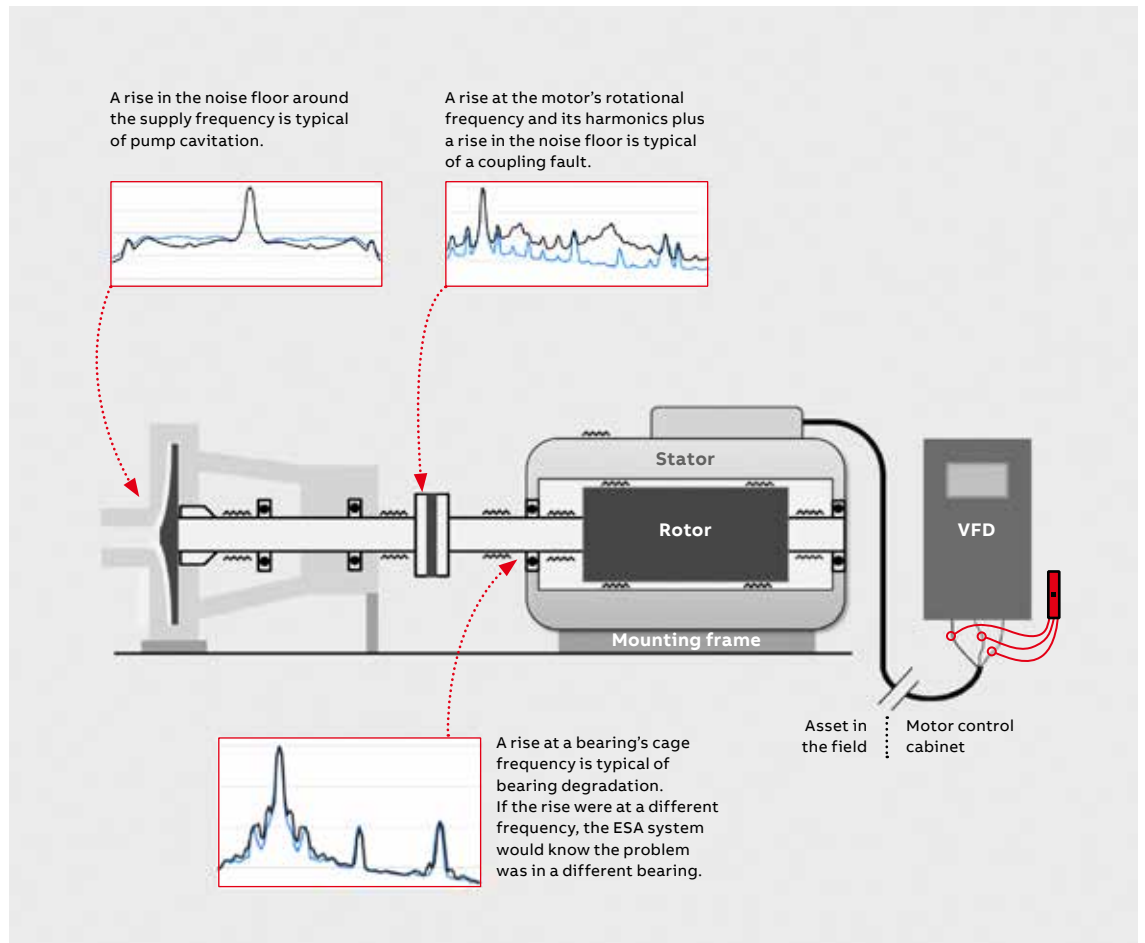 A rise in the noise floor around
the supply frequency is typical
of pump cavitation.
A rise at the motor's rotational
frequency and its harmonics plus
a rise in the noise floor is typical
of a coupling fault.
Stator
Rotor
VFD
Mounting frame
Asset in
the field
Motor control
cabinet
A rise at a bearing's cage
frequency is typical of
bearing degradation.
If the rise were at a different
frequency, the ESA system
would know the problem
was in a different bearing.